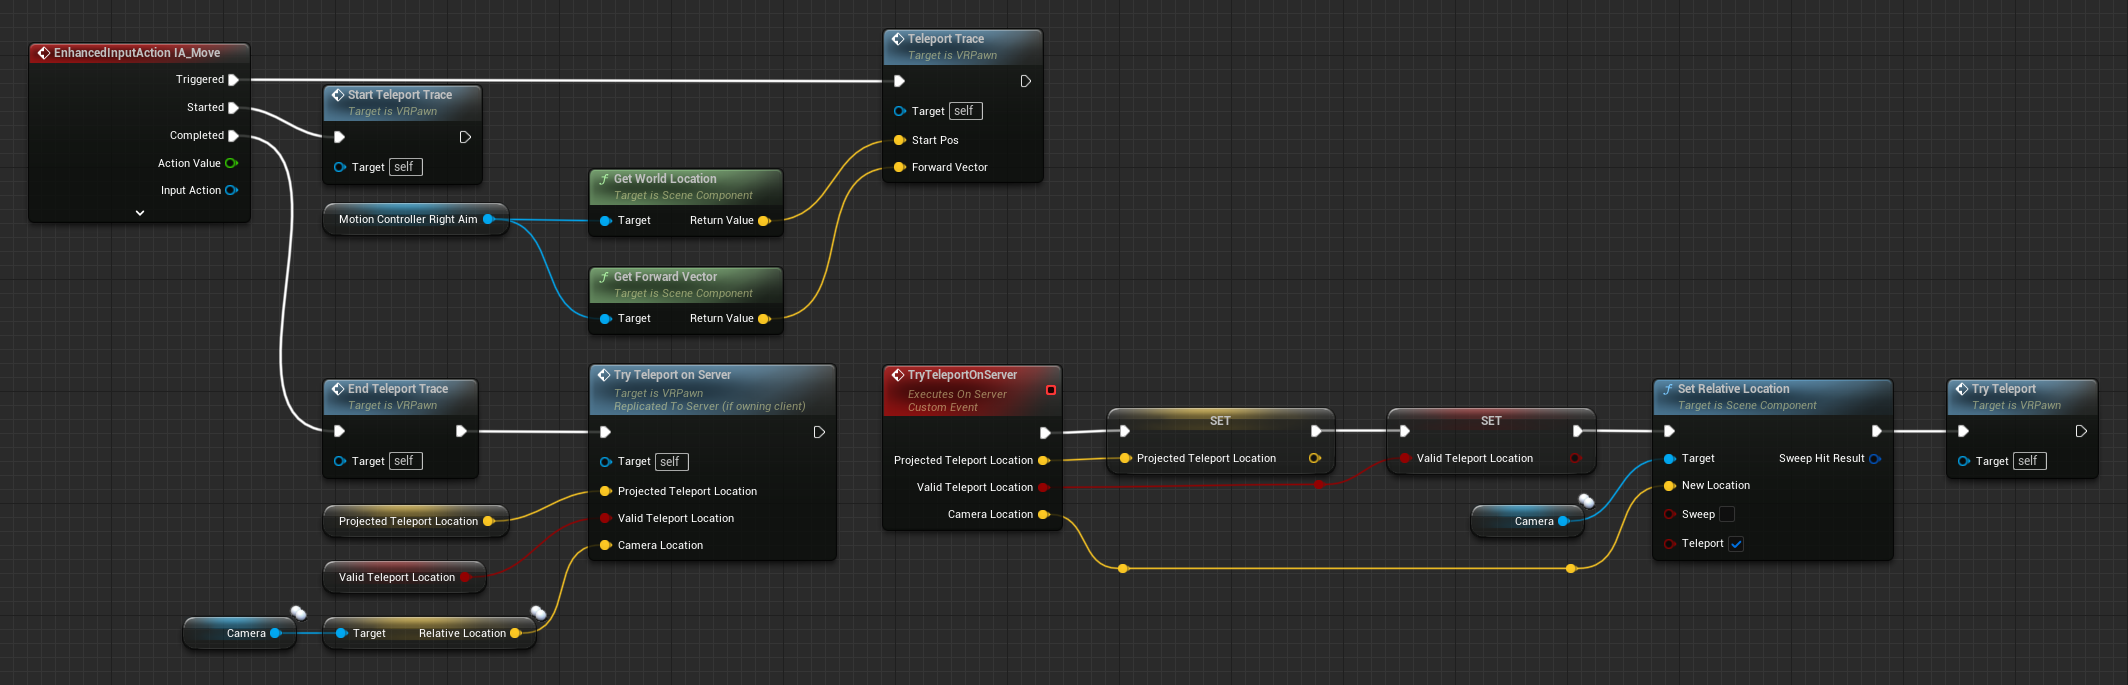 EnhancedInputAction IA_Move
Triggered
Started
Completed
Action Value
Input Action
Start Teleport Trace
Target is VRPawn
Target self
Motion Controller Right Aim
Get World Location
Target is Scene Component
Target Return Value
Get Forward Vector
Target is Scene Component
Target Return Value
Teleport Trace
Target is VRPawn
Target self
Start Pos
Forward Vector
End Teleport Trace
Target is VRPawn
Target self
Projected Teleport Location
Valid Teleport Location
Camera
Target Relative Location
Try Teleport on Server
Target is VRPawn
Replicated To Server (if owning client)
Target self
Projected Teleport Location
Valid Teleport Location
Camera Location
TryTeleportOnServer
Executes On Server
Custom Event
Projected Teleport Location
Valid Teleport Location
Camera Location
SET
Projected Teleport Location
SET
Valid Teleport Location
Camera
Set Relative Location
Target is Scene Component
Target Sweep Hit Result
New Location
Sweep
Teleport
Try Teleport
Target is VRPawn
Target self